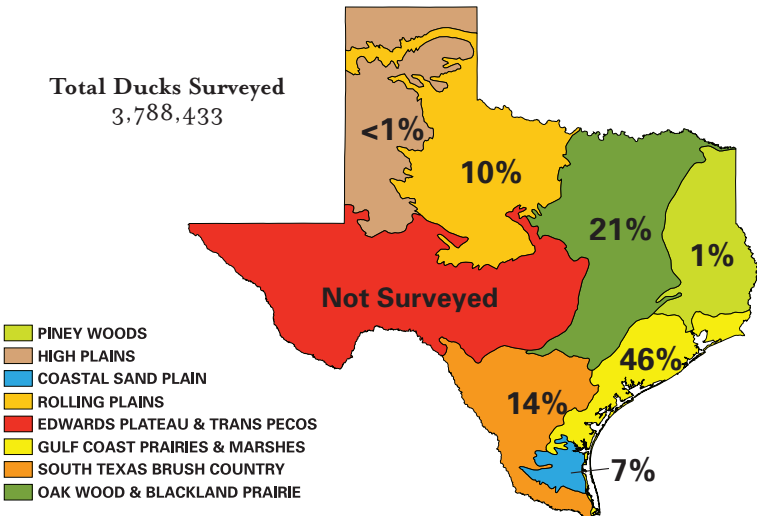 Total Ducks Surveyed
3,788,433
<1%
10%
21%
1%
Not Surveyed
46%
14%
7%
PINEY WOODS
HIGH PLAINS
COASTAL SAND PLAIN
ROLLING PLAINS
EDWARDS PLATEAU & TRANS PECOS
GULF COAST PRAIRIES & MARSHES
SOUTH TEXAS BRUSH COUNTRY
OAK WOOD & BLACKLAND PRAIRIE